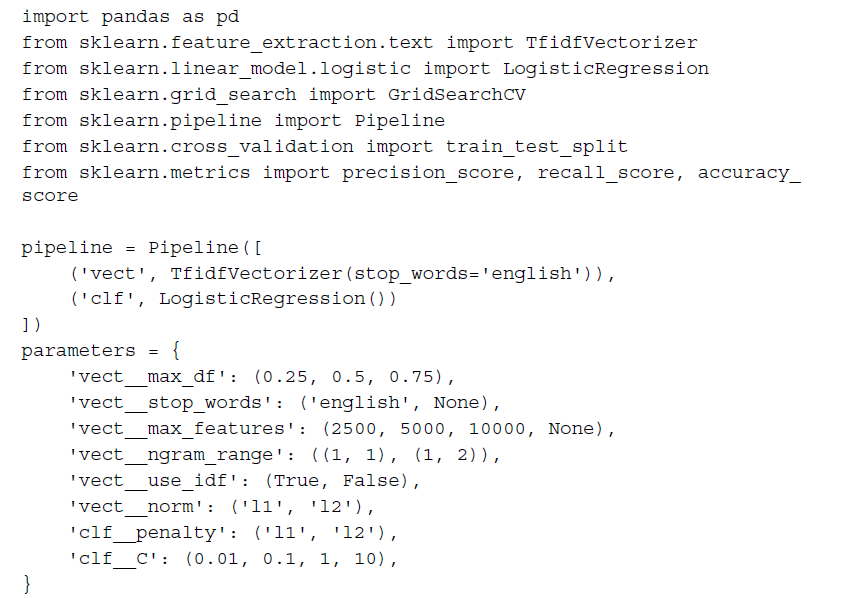 import pandas as pd
from sklearn.feature_extraction.text import TfidfVectorizer
from sklearn.linear_model.logistic import LogisticRegression
from sklearn.grid_search import GridSearchCV
from sklearn.pipeline import Pipeline
from sklearn.cross_validation import train_test_split
from sklearn.metrics import precision_score, recall_score, accuracy_
score

pipeline = Pipeline([
    ('vect', TfidfVectorizer(stop_words='english')),
    ('clf', LogisticRegression())
])
parameters = {
    'vect__max_df': (0.25, 0.5, 0.75),
    'vect__stop_words': ('english', None),
    'vect__max_features': (2500, 5000, 10000, None),
    'vect__ngram_range': ((1, 1), (1, 2)),
    'vect__use_idf': (True, False),
    'vect__norm': ('l1', 'l2'),
    'clf__penalty': ('l1', 'l2'),
    'clf__C': (0.01, 0.1, 1, 10),
}